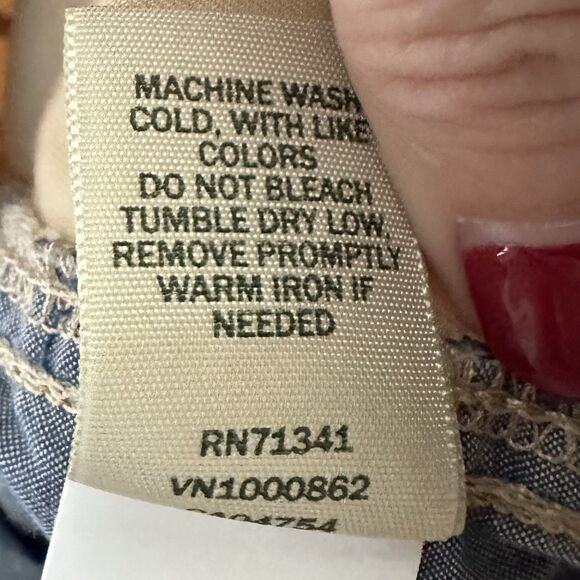 MACHINE WASH
COLD, WITH LIKE
COLORS
DO NOT BLEACH
TUMBLE DRY LOW
REMOVE PROMPTLY
WARM IRON IF
NEEDED
RN71341
VN1000862